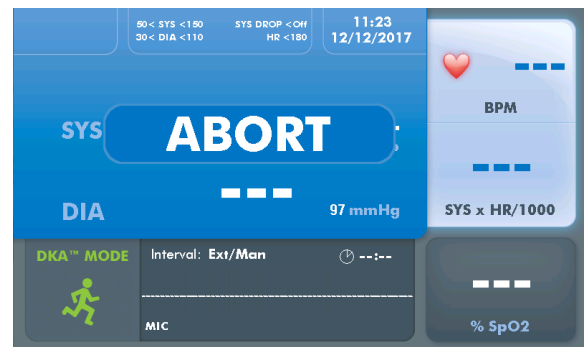 50< SYS <150 SYS DROP <Off 11:23
30< DIA <110 HR <180 12/12/2017
---
BPM
SYS
ABORT
---
---
DIA 97 mmHg SYS x HR/1000
DKA™ MODE Interval: Ext/Man --:--
---
MIC % SpO2